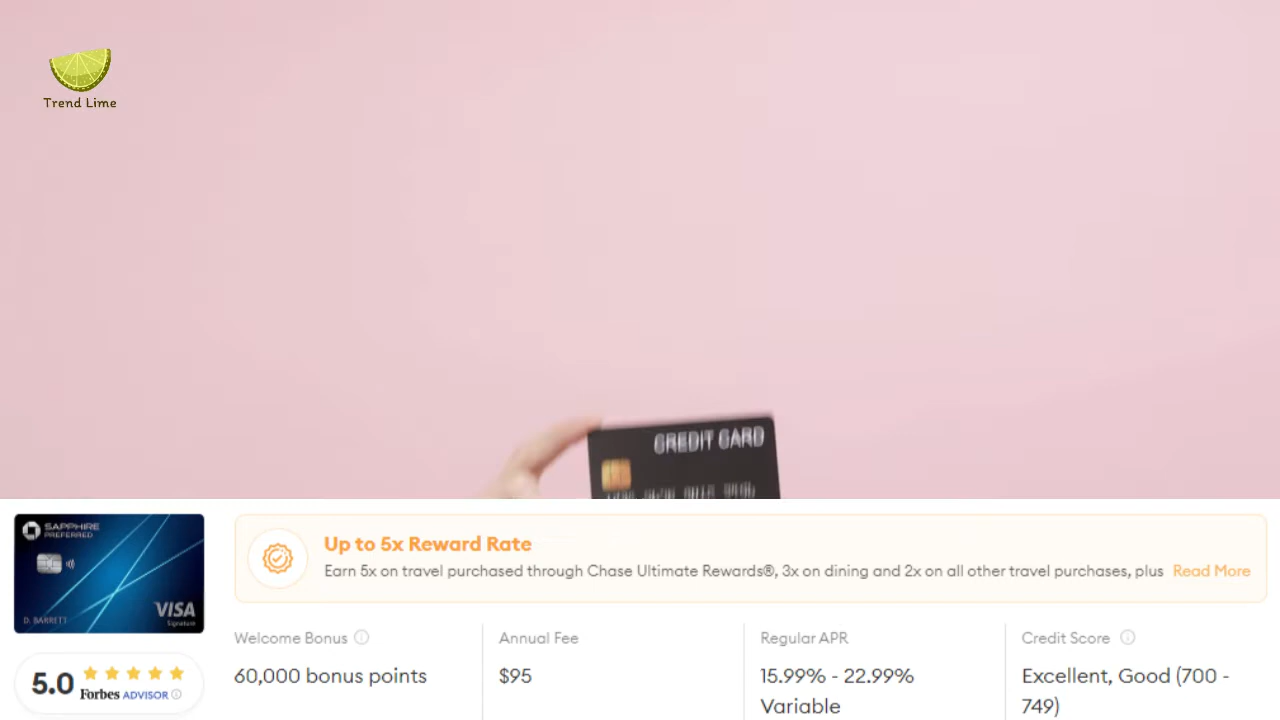 Trend Lime
CREDIT CARD
SAPPHIRE
PREFERRED
D. BARRETT
VISA
Signature
5.0
Forbes ADVISOR
Up to 5x Reward Rate
Earn 5x on travel purchased through Chase Ultimate Rewards®, 3x on dining and 2x on all other travel purchases, plus Read More
Welcome Bonus
60,000 bonus points
Annual Fee
$95
Regular APR
15.99% - 22.99%
Variable
Credit Score
Excellent, Good (700 -
749)